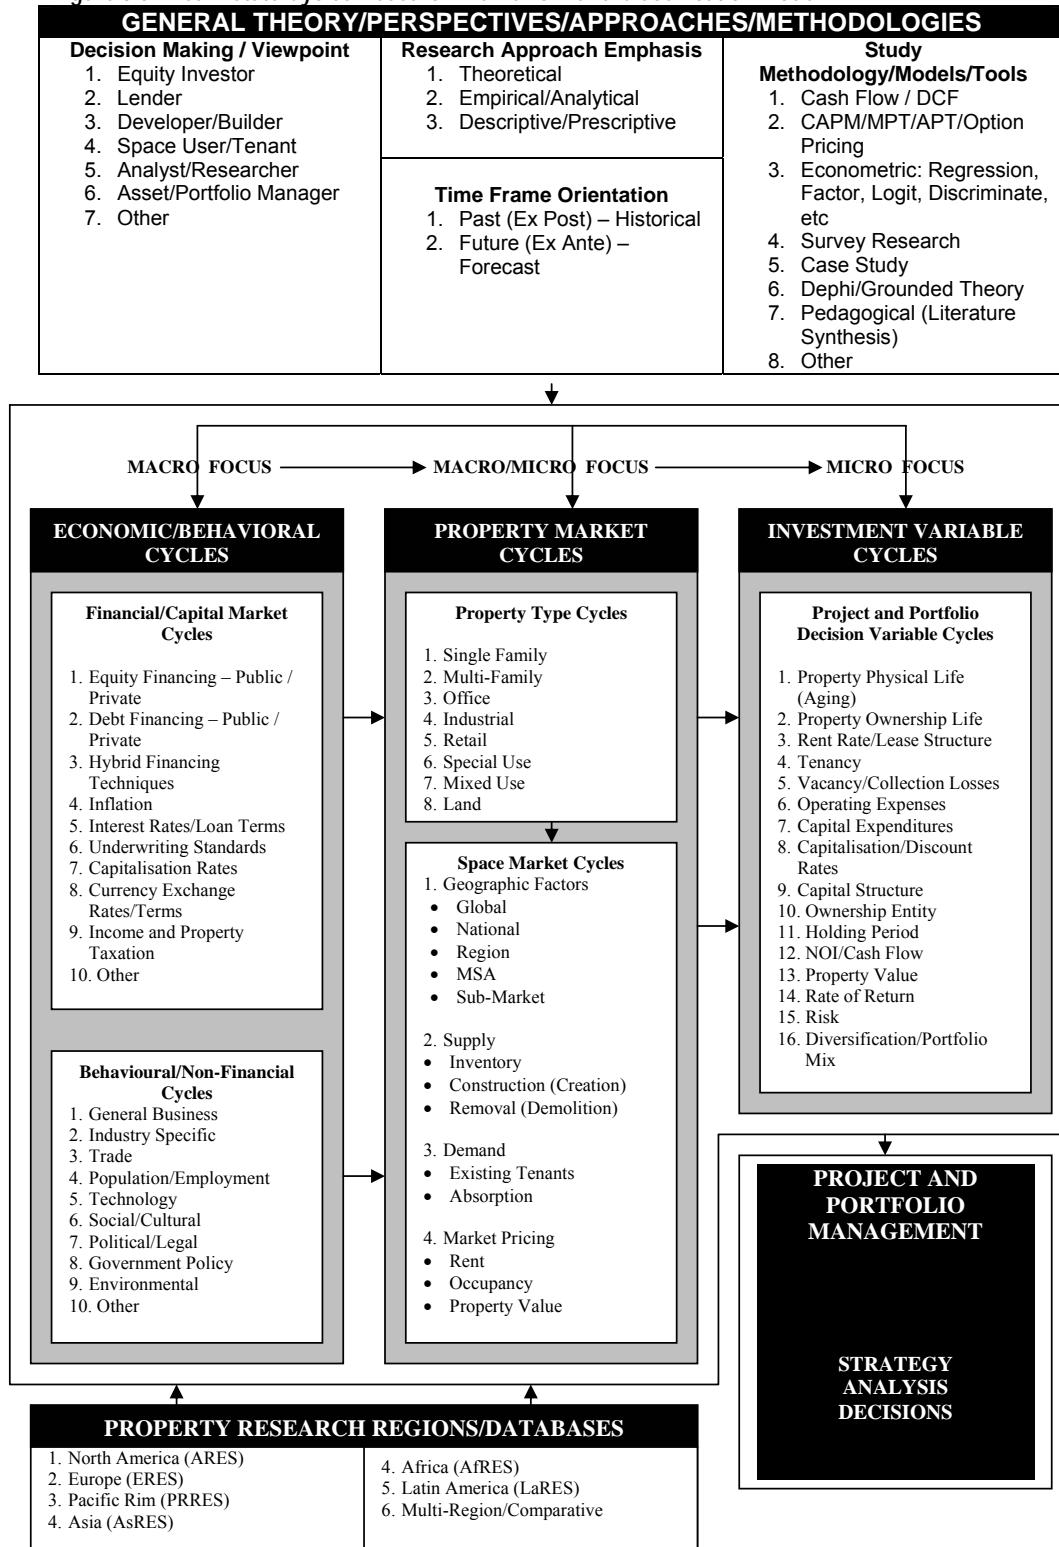 GENERAL THEORY/PERSPECTIVES/APPROACHES/METHODOLOGIES
Decision Making / Viewpoint
1. Equity Investor
2. Lender
3. Developer/Builder
4. Space User/Tenant
5. Analyst/Researcher
6. Asset/Portfolio Manager
7. Other
Research Approach Emphasis
1. Theoretical
2. Empirical/Analytical
3. Descriptive/Prescriptive
Time Frame Orientation
1. Past (Ex Post) – Historical
2. Future (Ex Ante) –
Forecast
Study
Methodology/Models/Tools
1. Cash Flow / DCF
2. CAPM/MPT/APT/Option
Pricing
3. Econometric: Regression,
Factor, Logit, Discriminate,
etc
4. Survey Research
5. Case Study
6. Dephi/Grounded Theory
7. Pedagogical (Literature
Synthesis)
8. Other
MACRO FOCUS
MACRO/MICRO FOCUS
MICRO FOCUS
ECONOMIC/BEHAVIORAL
CYCLES
Financial/Capital Market
Cycles
1. Equity Financing – Public /
Private
2. Debt Financing – Public /
Private
3. Hybrid Financing
Techniques
4. Inflation
5. Interest Rates/Loan Terms
6. Underwriting Standards
7. Capitalisation Rates
8. Currency Exchange
Rates/Terms
9. Income and Property
Taxation
10. Other
Behavioural/Non-Financial
Cycles
1. General Business
2. Industry Specific
3. Trade
4. Population/Employment
5. Technology
6. Social/Cultural
7. Political/Legal
8. Government Policy
9. Environmental
10. Other
PROPERTY MARKET
CYCLES
Property Type Cycles
1. Single Family
2. Multi-Family
3. Office
4. Industrial
5. Retail
6. Special Use
7. Mixed Use
8. Land
Space Market Cycles
1. Geographic Factors
• Global
• National
• Region
• MSA
• Sub-Market
2. Supply
• Inventory
• Construction (Creation)
• Removal (Demolition)
3. Demand
• Existing Tenants
• Absorption
4. Market Pricing
• Rent
• Occupancy
• Property Value
INVESTMENT VARIABLE
CYCLES
Project and Portfolio
Decision Variable Cycles
1. Property Physical Life
(Aging)
2. Property Ownership Life
3. Rent Rate/Lease Structure
4. Tenancy
5. Vacancy/Collection Losses
6. Operating Expenses
7. Capital Expenditures
8. Capitalisation/Discount
Rates
9. Capital Structure
10. Ownership Entity
11. Holding Period
12. NOI/Cash Flow
13. Property Value
14. Rate of Return
15. Risk
16. Diversification/Portfolio
Mix
PROJECT AND
PORTFOLIO
MANAGEMENT
STRATEGY
ANALYSIS
DECISIONS
PROPERTY RESEARCH REGIONS/DATABASES
1. North America (ARES)
2. Europe (ERES)
3. Pacific Rim (PRRES)
4. Asia (AsRES)
4. Africa (AfRES)
5. Latin America (LaRES)
6. Multi-Region/Comparative